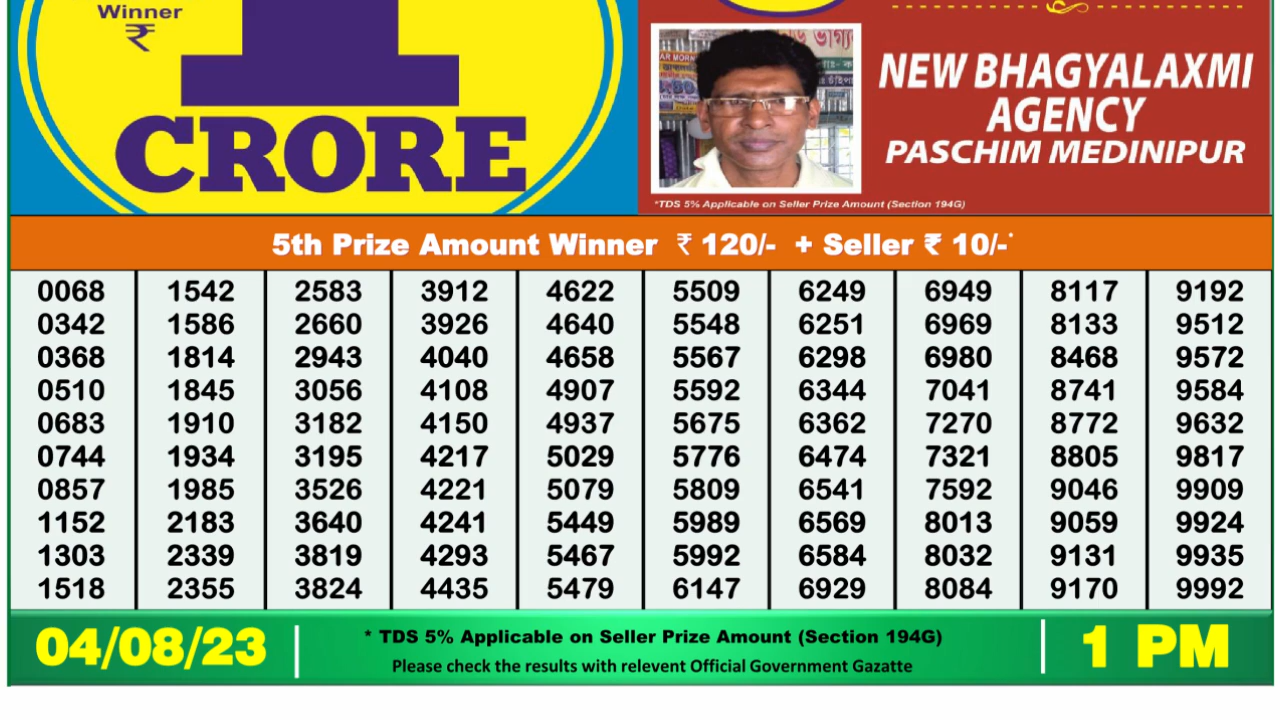 Winner
₹
1
CRORE
NEW BHAGYALAXMI
AGENCY
PASCHIM MEDINIPUR
*TDS 5% Applicable on Seller Prize Amount (Section 194G)
5th Prize Amount Winner ₹ 120/- + Seller ₹ 10/-*
0068 1542 2583 3912 4622 5509 6249 6949 8117 9192
0342 1586 2660 3926 4640 5548 6251 6969 8133 9512
0368 1814 2943 4040 4658 5567 6298 6980 8468 9572
0510 1845 3056 4108 4907 5592 6344 7041 8741 9584
0683 1910 3182 4150 4937 5675 6362 7270 8772 9632
0744 1934 3195 4217 5029 5776 6474 7321 8805 9817
0857 1985 3526 4221 5079 5809 6541 7592 9046 9909
1152 2183 3640 4241 5449 5989 6569 8013 9059 9924
1303 2339 3819 4293 5467 5992 6584 8032 9131 9935
1518 2355 3824 4435 5479 6147 6929 8084 9170 9992
04/08/23
* TDS 5% Applicable on Seller Prize Amount (Section 194G)
Please check the results with relevent Official Government Gazatte
1 PM